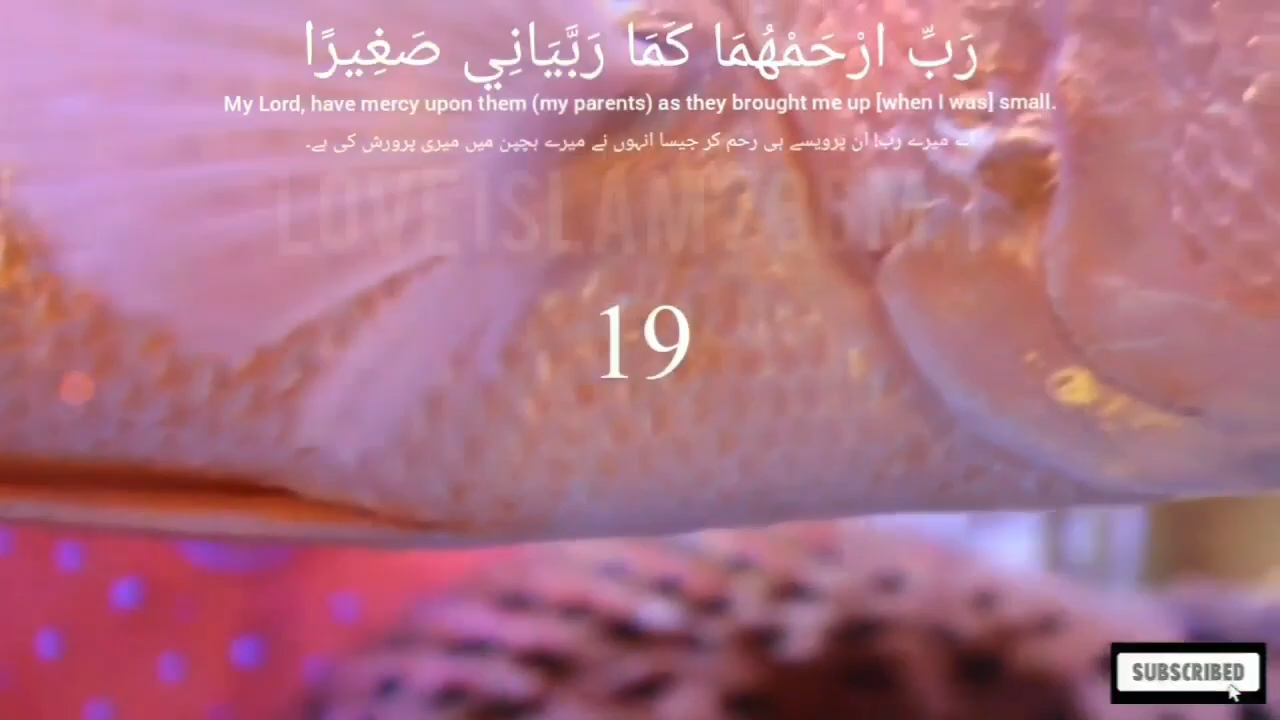 رَبِّ ارْحَمْهُمَا كَمَا رَبَّيَانِي صَغِيرًا
My Lord, have mercy upon them (my parents) as they brought me up [when I was] small.
اے میرے رب! ان پرویسے ہی رحم کر جیسا انہوں نے میرے بچپن میں میری پرورش کی ہے۔
LOVEISLAM
19
SUBSCRIBED